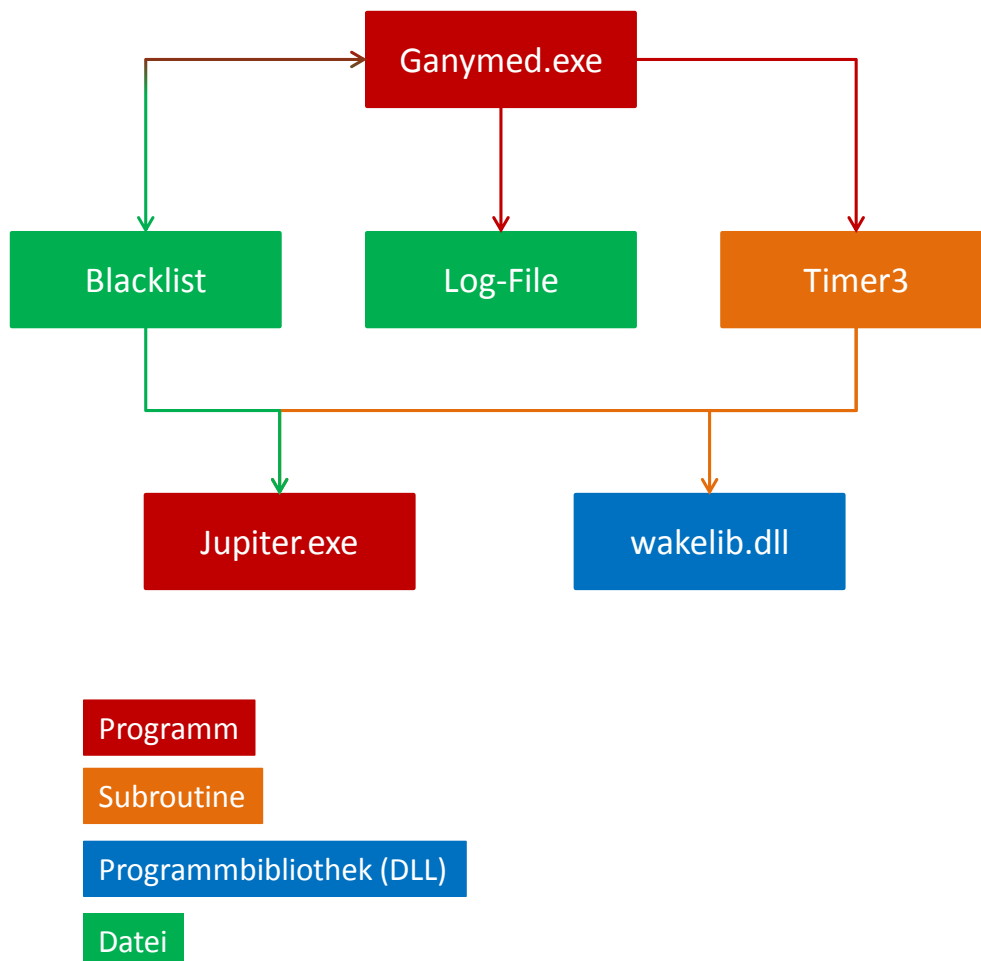 Ganymed.exe
Blacklist
Log-File
Timer3
Jupiter.exe
wakelib.dll
Programm
Subroutine
Programmbibliothek (DLL)
Datei